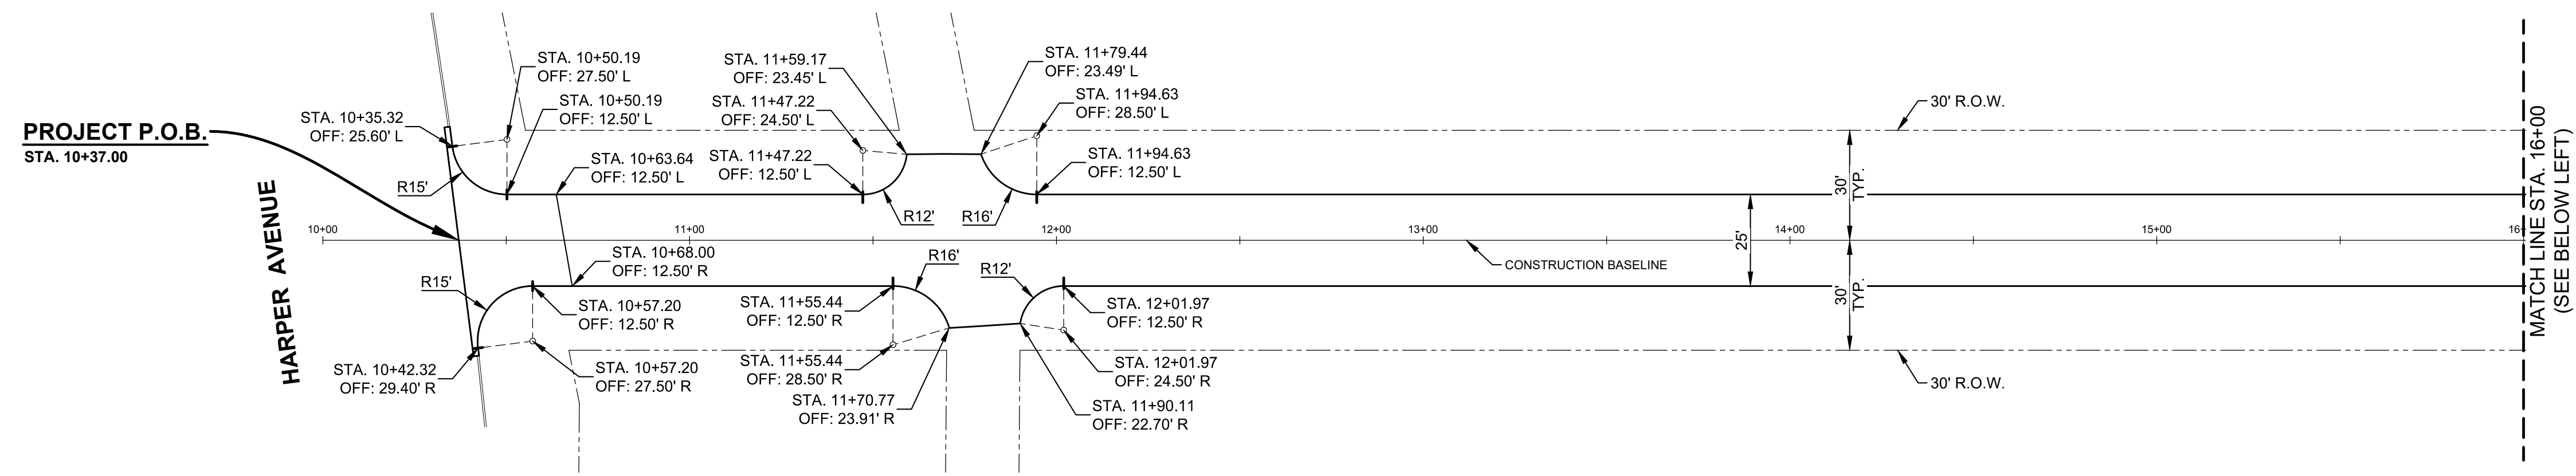 PROJECT P.O.B.
STA. 10+37.00
HARPER AVENUE
STA. 10+35.32
OFF: 25.60' L
STA. 10+50.19
OFF: 27.50' L
STA. 10+50.19
OFF: 12.50' L
STA. 10+63.64
OFF: 12.50' L
R15'
STA. 11+59.17
OFF: 23.45' L
STA. 11+47.22
OFF: 24.50' L
STA. 11+47.22
OFF: 12.50' L
R12'
R16'
STA. 11+79.44
OFF: 23.49' L
STA. 11+94.63
OFF: 28.50' L
STA. 11+94.63
OFF: 12.50' L
30' R.O.W.
30'
TYP.
25'
10+00
11+00
12+00
13+00
14+00
15+00
16+
CONSTRUCTION BASELINE
STA. 10+68.00
OFF: 12.50' R
R15'
STA. 10+57.20
OFF: 12.50' R
STA. 10+42.32
OFF: 29.40' R
STA. 10+57.20
OFF: 27.50' R
R16'
R12'
STA. 11+55.44
OFF: 12.50' R
STA. 11+55.44
OFF: 28.50' R
STA. 11+70.77
OFF: 23.91' R
STA. 12+01.97
OFF: 12.50' R
STA. 12+01.97
OFF: 24.50' R
STA. 11+90.11
OFF: 22.70' R
30'
TYP.
30' R.O.W.
MATCH LINE STA. 16+00
(SEE BELOW LEFT)